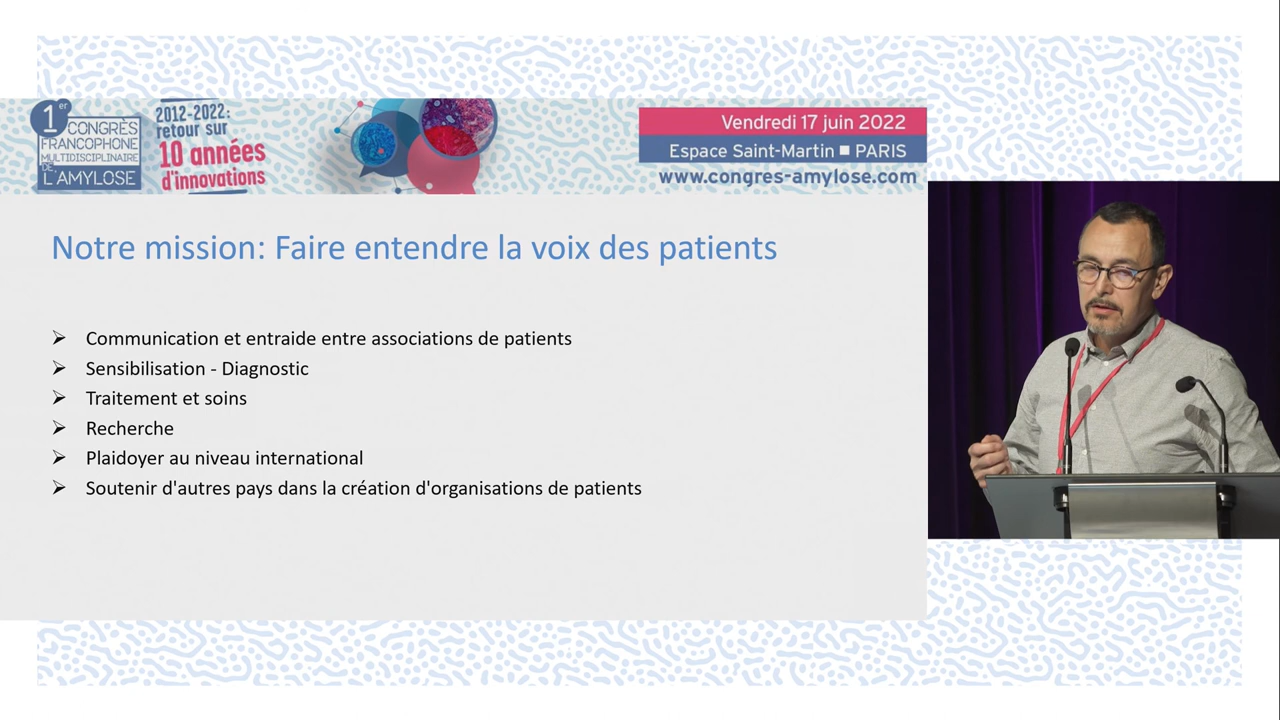 1er
CONGRÈS
FRANCOPHONE
MULTIDISCIPLINAIRE
DE
L'AMYLOSE
2012-2022:
retour sur
10 années
d'innovations
Vendredi 17 juin 2022
Espace Saint-Martin ■ PARIS
www.congres-amylose.com
Notre mission: Faire entendre la voix des patients
➢ Communication et entraide entre associations de patients
➢ Sensibilisation - Diagnostic
➢ Traitement et soins
➢ Recherche
➢ Plaidoyer au niveau international
➢ Soutenir d'autres pays dans la création d'organisations de patients